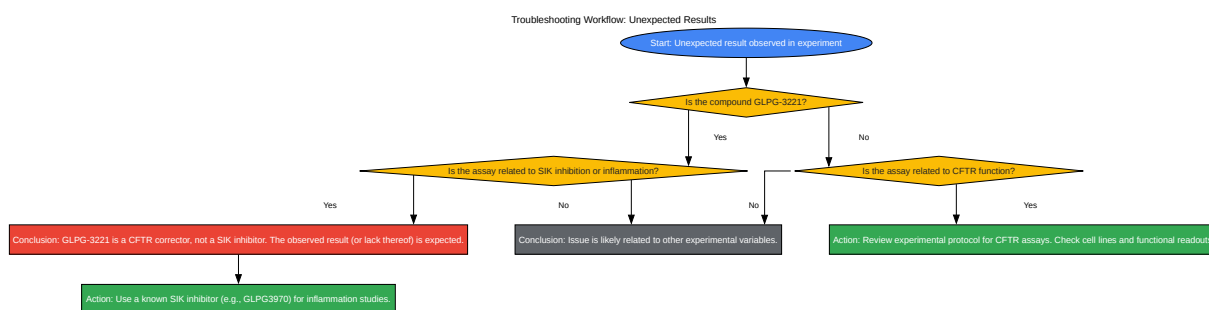 Troubleshooting Workflow: Unexpected Results
Start: Unexpected result observed in experiment
Is the compound GLPG-3221?
Yes
No
Is the assay related to SIK inhibition or inflammation?
Is the assay related to CFTR function?
Yes
No
No
Yes
Conclusion: GLPG-3221 is a CFTR corrector, not a SIK inhibitor. The observed result (or lack thereof) is expected.
Conclusion: Issue is likely related to other experimental variables.
Action: Review experimental protocol for CFTR assays. Check cell lines and functional readouts
Action: Use a known SIK inhibitor (e.g., GLPG3970) for inflammation studies.